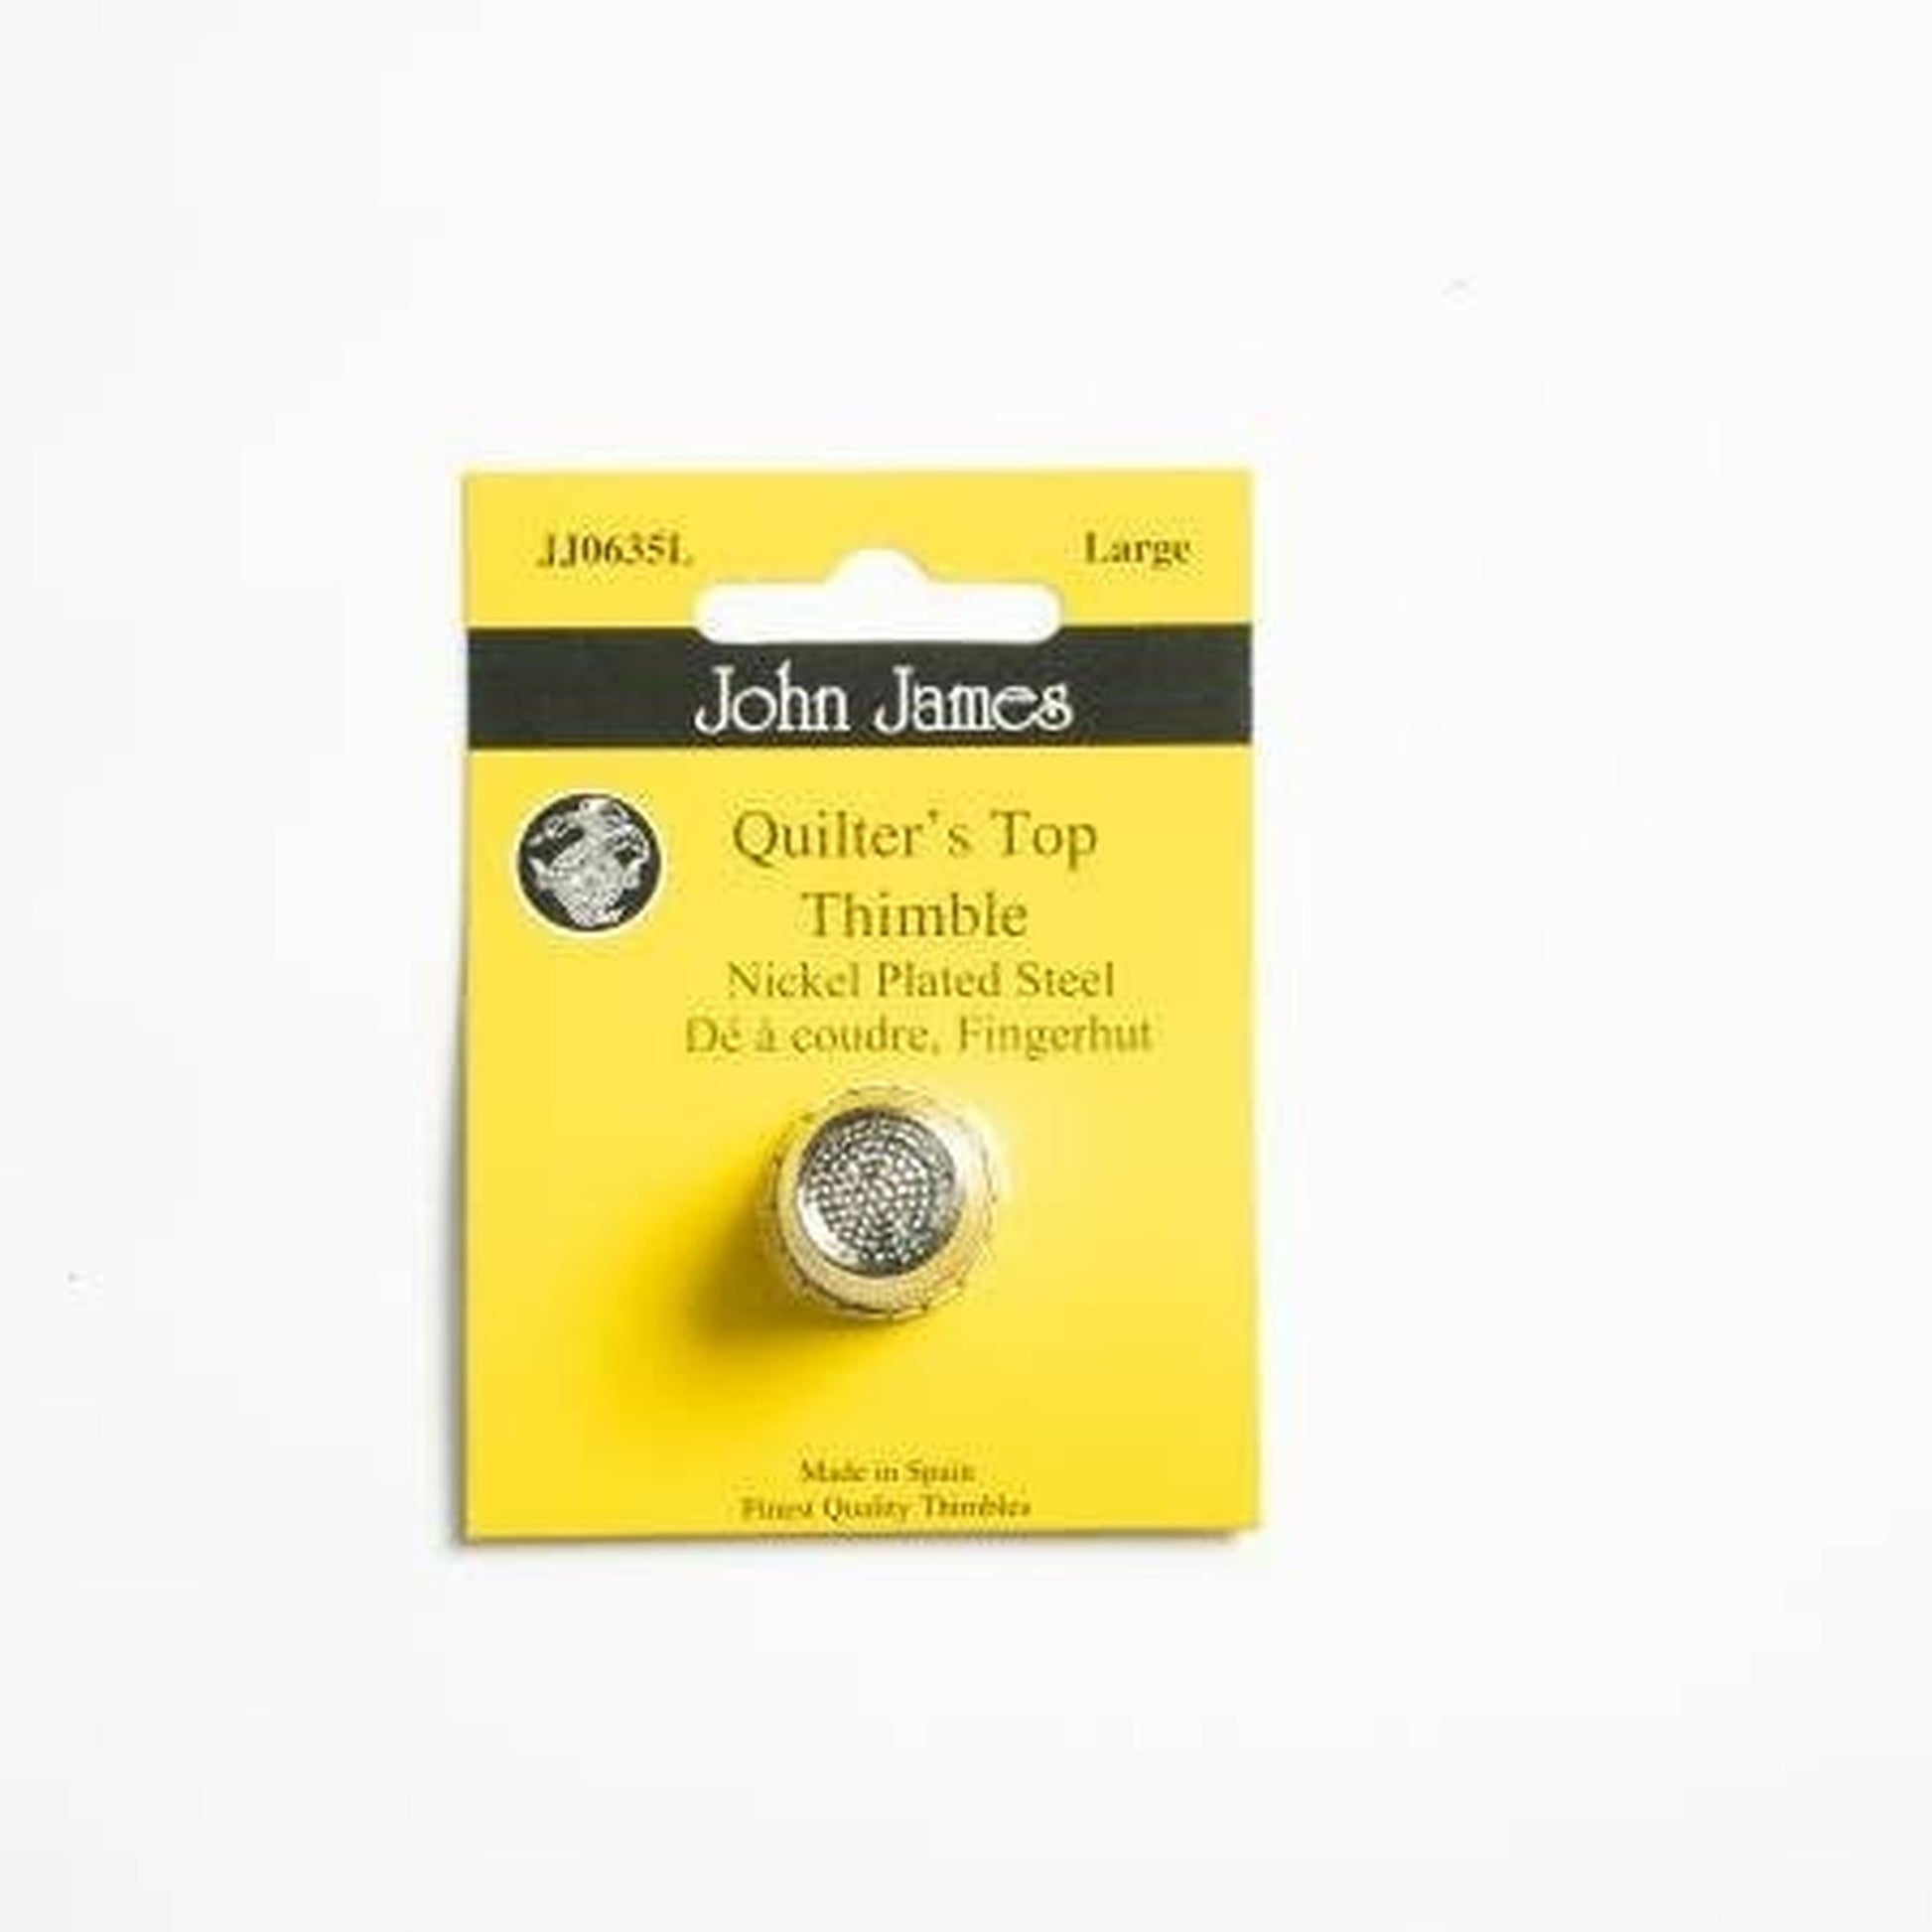 JJ0635L Large
John James
Quilter's Top
Thimble
Nickel Plated Steel
Dé à coudre, Fingerhut
Made in Spain
Finest Quality Thimbles